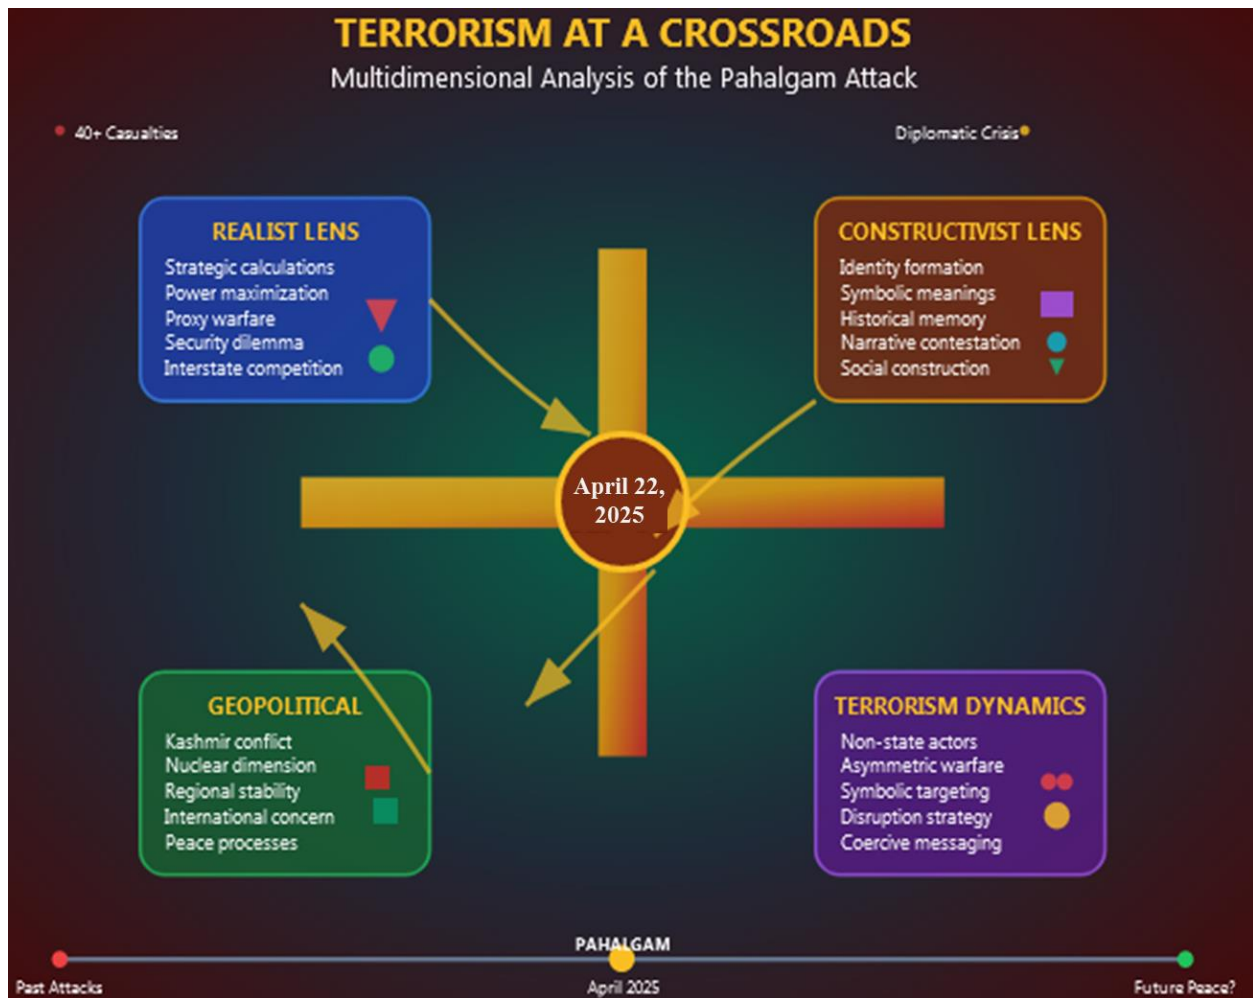 TERRORISM AT A CROSSROADS
Multidimensional Analysis of the Pahalgam Attack
40+ Casualties
Diplomatic Crisis
REALIST LENS
Strategic calculations
Power maximization
Proxy warfare
Security dilemma
Interstate competition
CONSTRUCTIVIST LENS
Identity formation
Symbolic meanings
Historical memory
Narrative contestation
Social construction
April 22,
2025
GEOPOLITICAL
Kashmir conflict
Nuclear dimension
Regional stability
International concern
Peace processes
TERRORISM DYNAMICS
Non-state actors
Asymmetric warfare
Symbolic targeting
Disruption strategy
Coercive messaging
PAHALGAM
Past Attacks
April 2025
Future Peace?